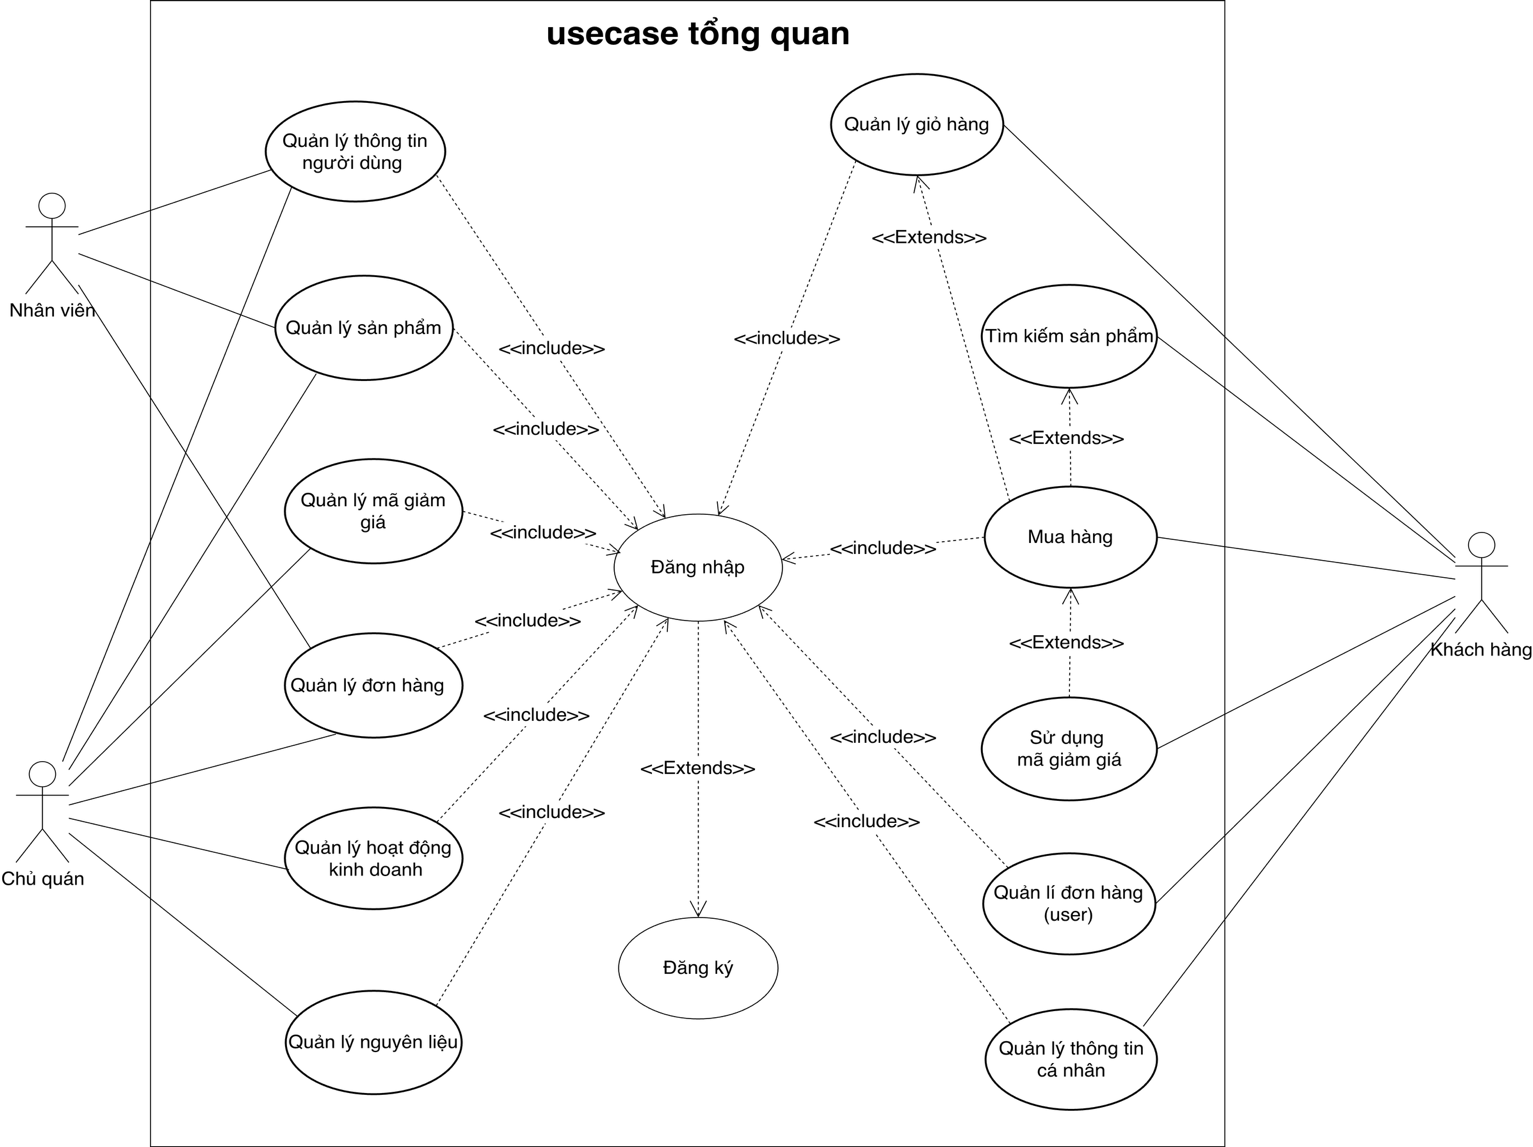 usecase tổng quan
Quản lý thông tin
người dùng
Quản lý giỏ hàng
<<Extends>>
Nhân viên
Quản lý sản phẩm
<<include>>
<<include>>
Tìm kiếm sản phẩm
<<include>>
<<Extends>>
Quản lý mã giảm
giá
<<include>>
Mua hàng
<<include>>
Đăng nhập
<<include>>
<<Extends>>
Khách hàng
Quản lý đơn hàng
<<include>>
<<include>>
Sử dụng
mã giảm giá
<<Extends>>
<<include>>
<<include>>
Chủ quán
Quản lý hoạt động
kinh doanh
Quản lí đơn hàng
(user)
Đăng ký
Quản lý nguyên liệu
Quản lý thông tin
cá nhân